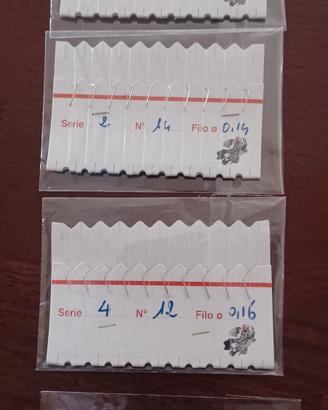 Serie 2 N° 14 Filo ø 0,14
Serie 4 N° 12 Filo ø 0,16